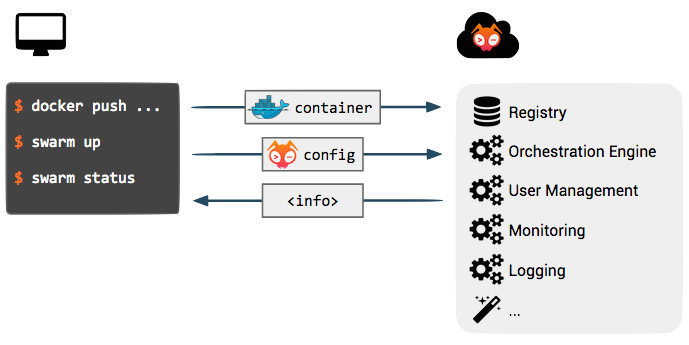 $ docker push ...
$ swarm up
$ swarm status
container
config
<info>
Registry
Orchestration Engine
User Management
Monitoring
Logging
...